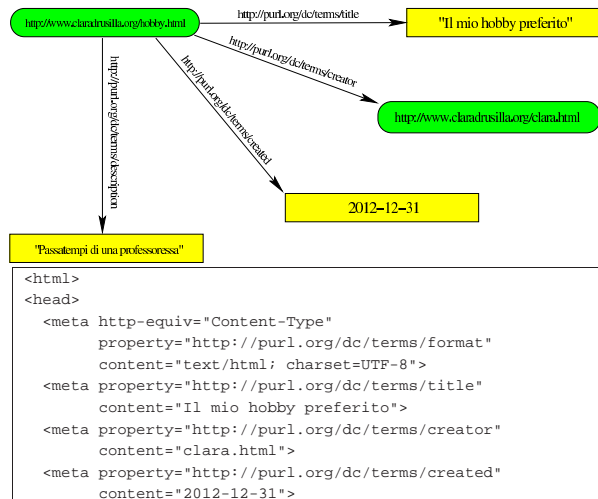 http://www.claradrusilla.org/hobby.html
http://purl.org/dc/terms/title
"Il mio hobby preferito"
http://purl.org/dc/terms/creator
http://www.claradrusilla.org/clara.html
http://purl.org/dc/terms/created
2012-12-31
http://purl.org/dc/terms/description
"Passatempi di una professoressa"
<html>
<head>
<meta http-equiv="Content-Type"
property="http://purl.org/dc/terms/format"
content="text/html; charset=UTF-8">
<meta property="http://purl.org/dc/terms/title"
content="Il mio hobby preferito">
<meta property="http://purl.org/dc/terms/creator"
content="clara.html">
<meta property="http://purl.org/dc/terms/created"
content="2012-12-31">